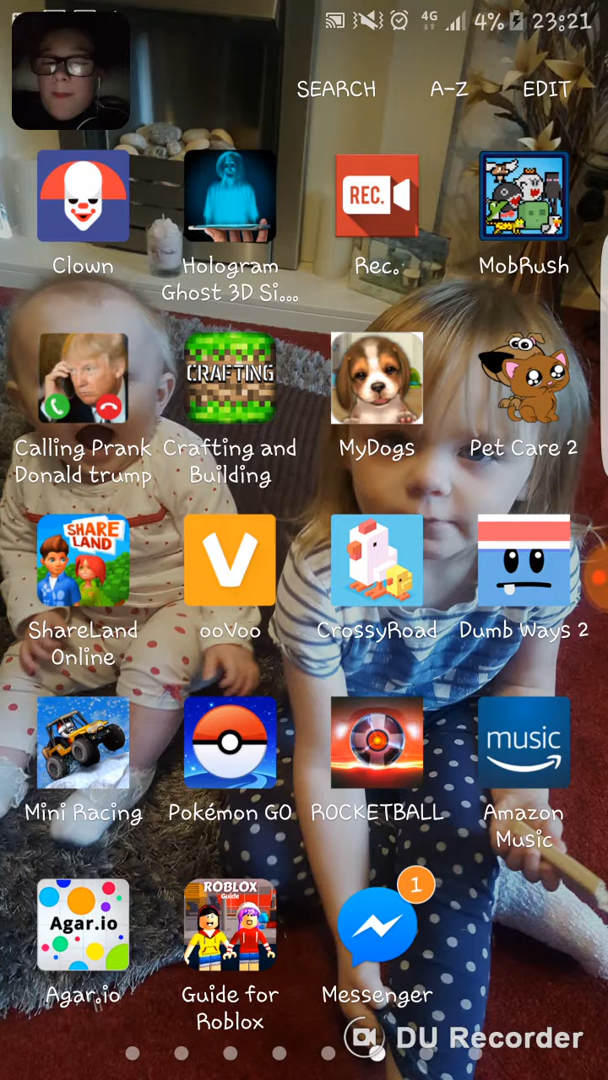 4G 4% 23:21
SEARCH A-Z EDIT
REC.
Clown Hologram Rec. MobRush
Ghost 3D Si...
CRAFTING
Calling Prank Crafting and MyDogs Pet Care 2
Donald trump Building
SHARE
LAND
ShareLand ooVoo CrossyRoad Dumb Ways 2
Online
music
Mini Racing Pokémon GO ROCKETBALL Amazon
Music
1
ROBLOX
Guide
Agar.io
Agar.io Guide for Messenger
Roblox
DU Recorder